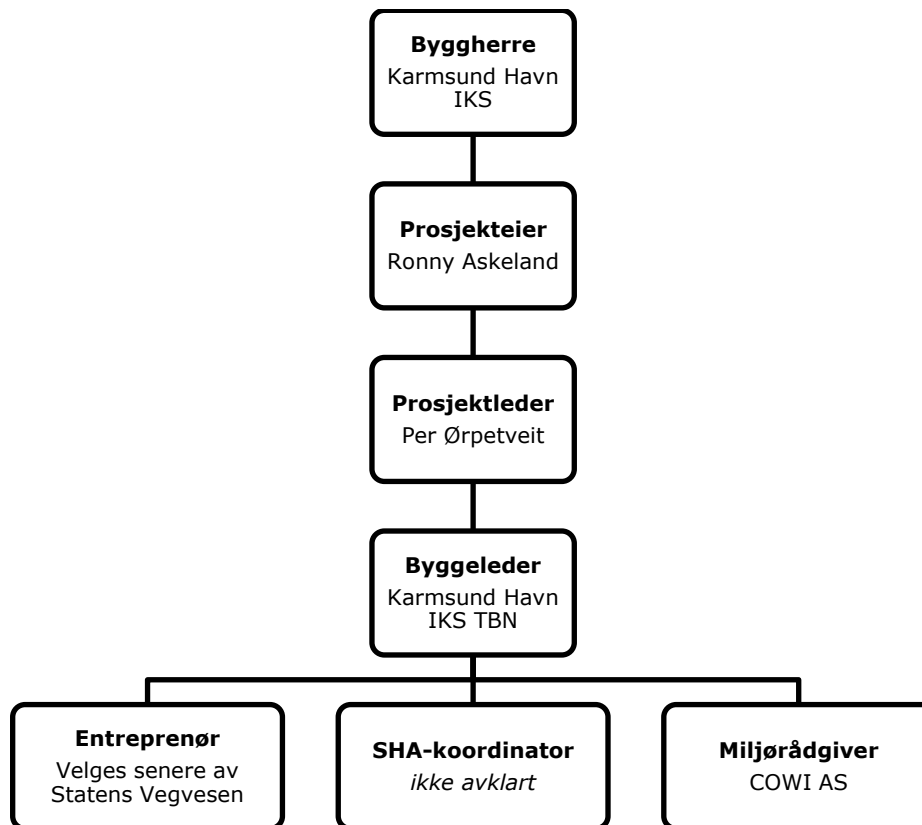 Byggherre
Karmsund Havn
IKS
Prosjekteier
Ronny Askeland
Prosjektleder
Per Ørpetveit
Byggeleder
Karmsund Havn
IKS TBN
Entreprenør
Velges senere av
Statens Vegvesen
SHA-koordinator
ikke avklart
Miljørådgiver
COWI AS